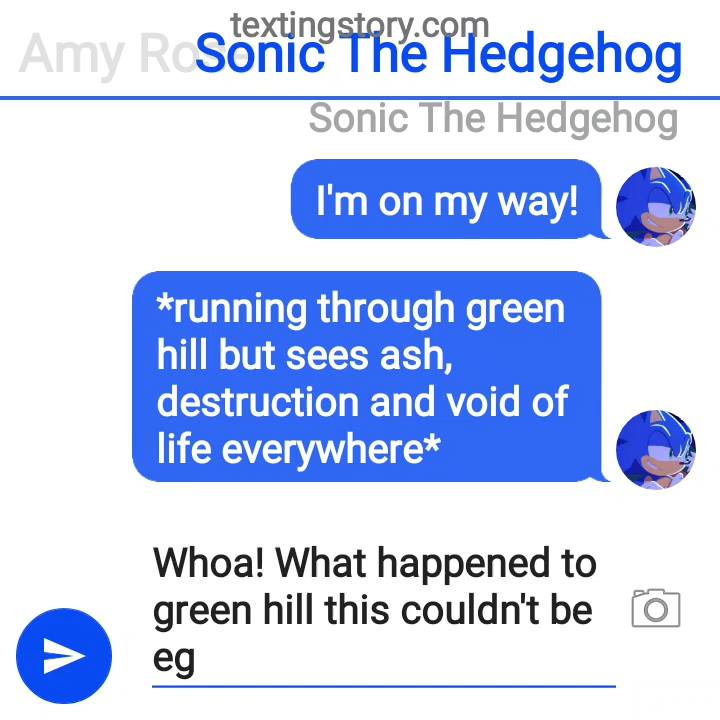 textingstory.com
Amy Ros
Sonic The Hedgehog
Sonic The Hedgehog
I'm on my way!
*running through green
hill but sees ash,
destruction and void of
life everywhere*
Whoa! What happened to
green hill this couldn't be
eg